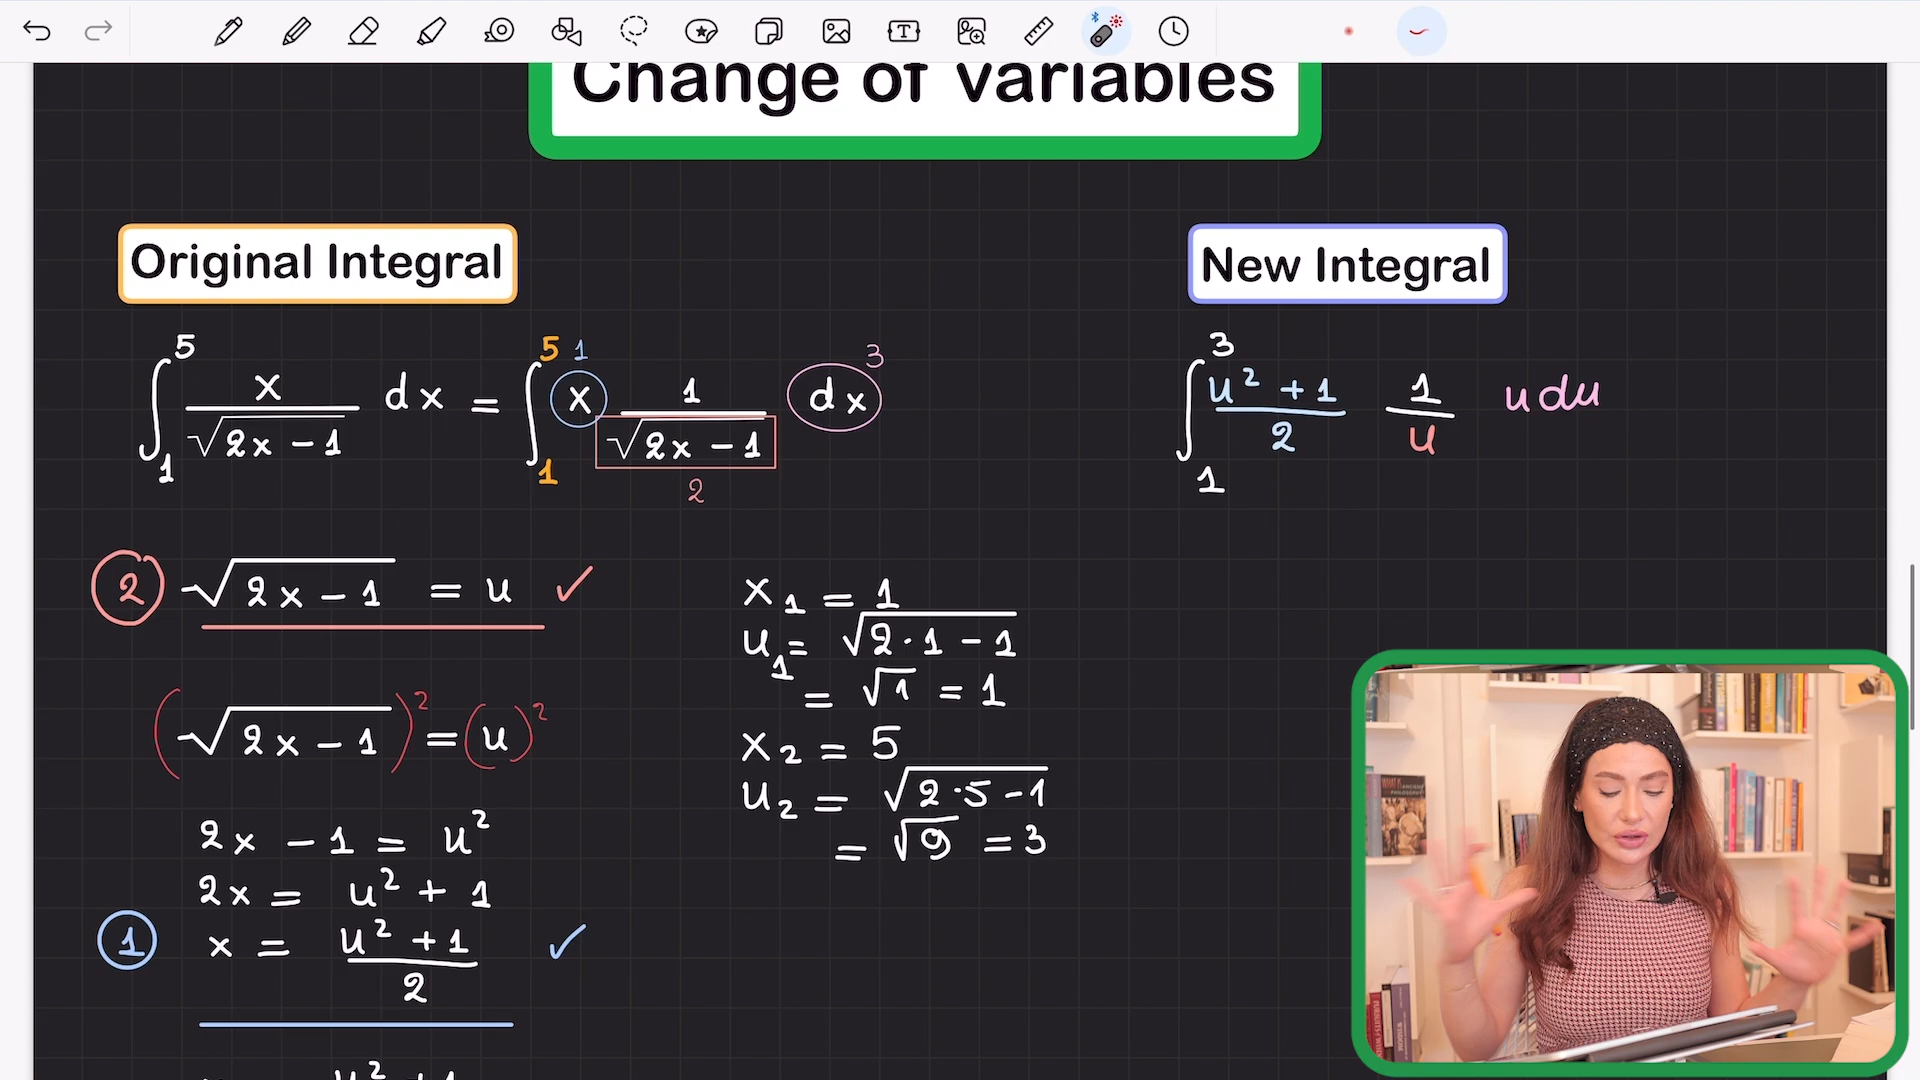 Change of Variables
Original Integral
New Integral
∫₁⁵ x/√(2x − 1) dx = ∫₁⁵ x 1/√(2x − 1) dx
1
2
3
∫₁³ (u² + 1)/2 1/u u du
② √(2x − 1) = u ✓
(√(2x − 1))² = (u)²
2x − 1 = u²
2x = u² + 1
① x = (u² + 1)/2 ✓
x₁ = 1
u₁ = √(2·1 − 1)
= √1 = 1
x₂ = 5
u₂ = √(2·5 − 1)
= √9 = 3